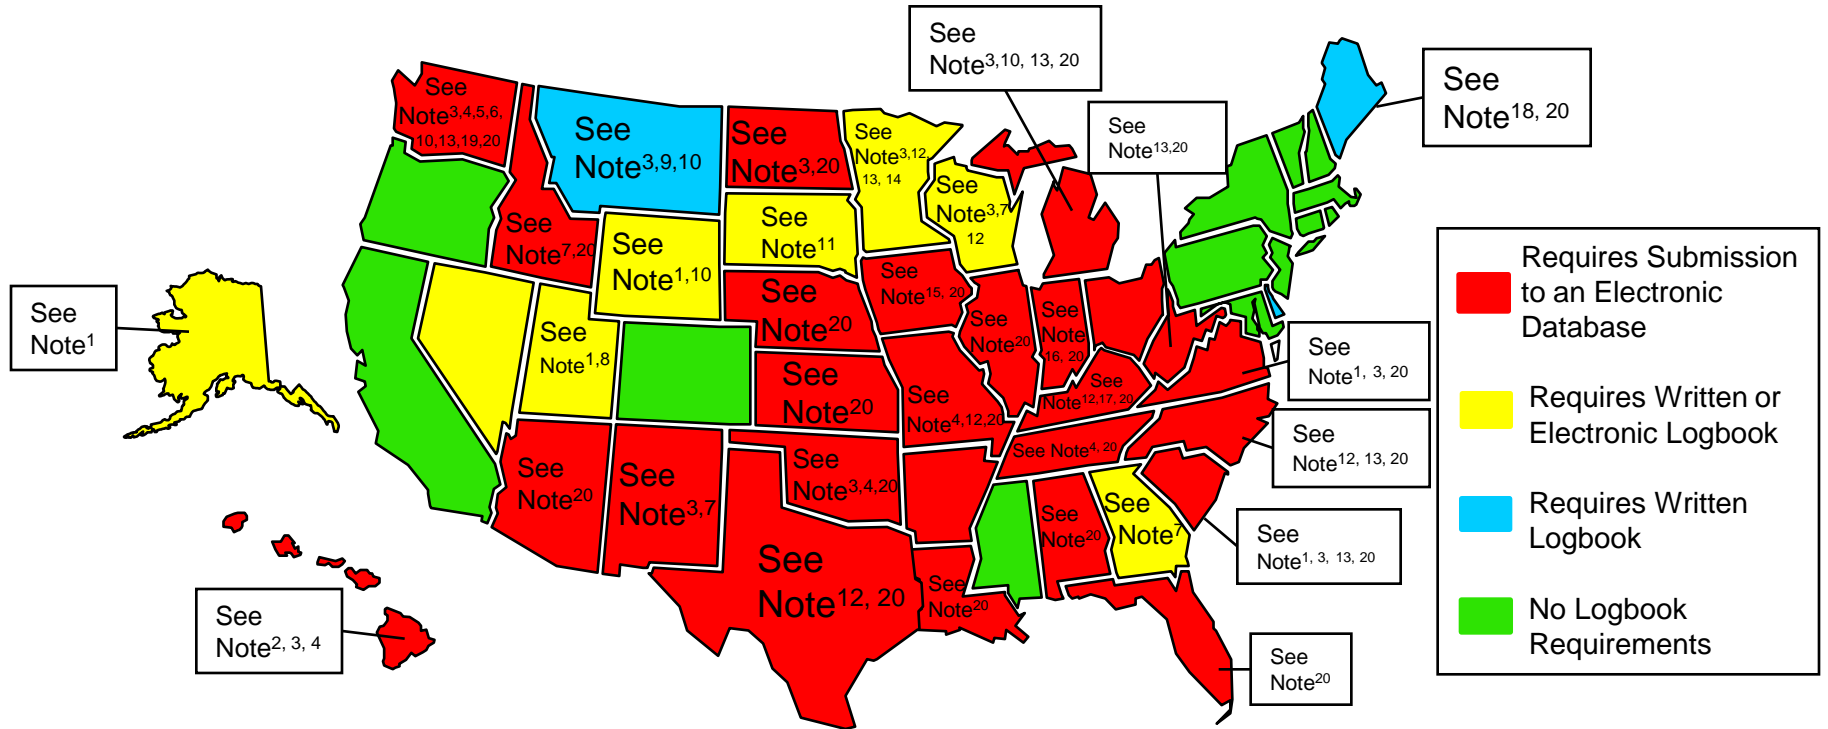 See
Note3,10, 13, 20
See
Note18, 20
See
Note13,20
See
Note3,4,5,6,
10,13,19,20
See
Note3,9,10
See
Note3,20
See
Note3,12,
13, 14
See
Note3,7
12
See
Note7,20
See
Note1,10
See
Note11
See
Note15, 20
See
Note1
See
Note1,8
See
Note20
See
Note20
See
Note
16, 20
See
Note1, 3, 20
See
Note20
See
Note4,12,20
See
Note12,17, 20
See
Note12, 13, 20
See Note4, 20
See
Note20
See
Note3,7
See
Note3,4,20
See
Note20
See
Note7
See
Note1, 3, 13, 20
See
Note12, 20
See
Note20
See
Note2, 3, 4
See
Note20
Requires Submission
to an Electronic
Database
Requires Written or
Electronic Logbook
Requires Written
Logbook
No Logbook
Requirements